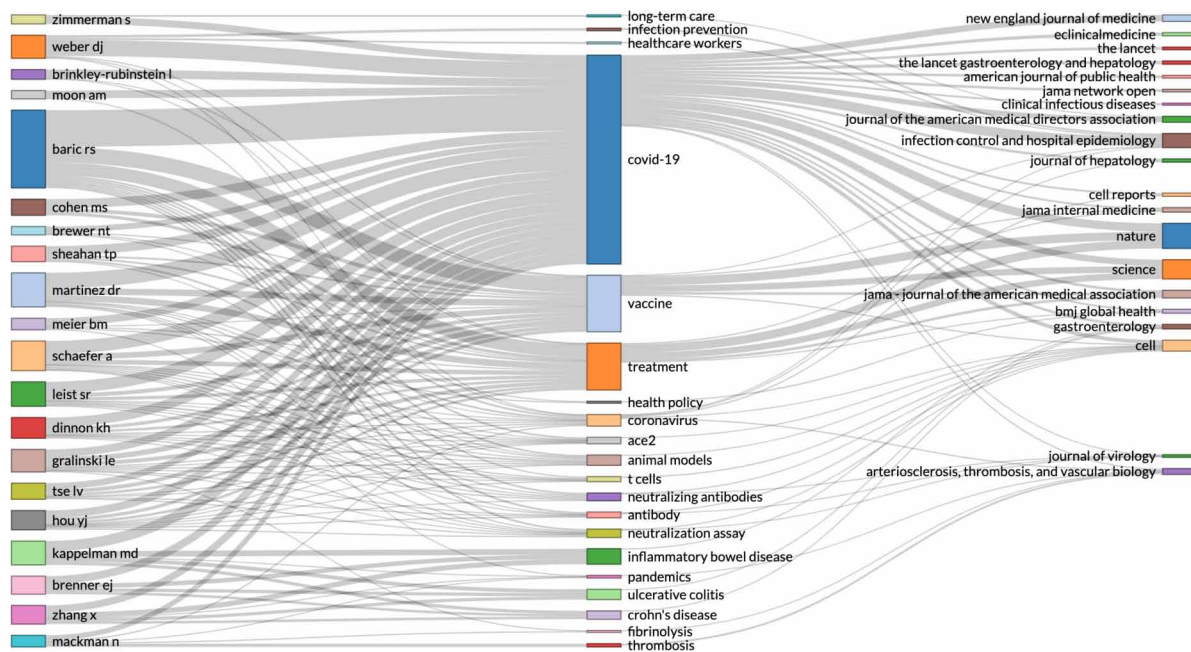 zimmerman s
weber dj
brinkley-rubinstein l
moon am
baric rs
cohen ms
brewer nt
sheahan tp
martinez dr
meier bm
schaefer a
leist sr
dinnon kh
gralinski le
tse lv
hou yj
kappelman md
brenner ej
zhang x
mackman n
long-term care
infection prevention
healthcare workers
covid-19
vaccine
treatment
health policy
coronavirus
ace2
animal models
t cells
neutralizing antibodies
antibody
neutralization assay
inflammatory bowel disease
pandemics
ulcerative colitis
crohn's disease
fibrinolysis
thrombosis
new england journal of medicine
eclinicalmedicine
the lancet
the lancet gastroenterology and hepatology
american journal of public health
jama network open
clinical infectious diseases
journal of the american medical directors association
infection control and hospital epidemiology
journal of hepatology
cell reports
jama internal medicine
nature
science
jama - journal of the american medical association
bmj global health
gastroenterology
cell
journal of virology
arteriosclerosis, thrombosis, and vascular biology